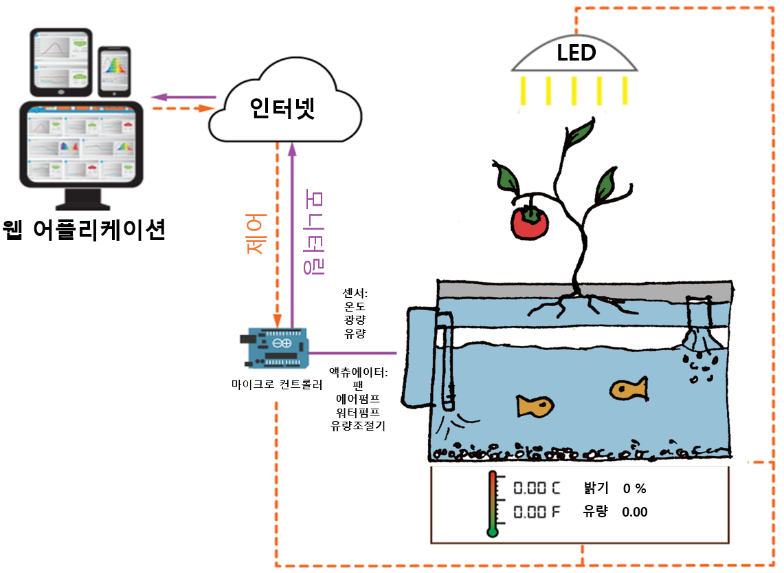 LED
인터넷
웹 어플리케이션
제어
모니터링
센서:
온도
광량
유량
마이크로 컨트롤러
액츄에이터:
팬
에어펌프
워터펌프
유량조절기
0.00 C 밝기 0 %
0.00 F 유량 0.00